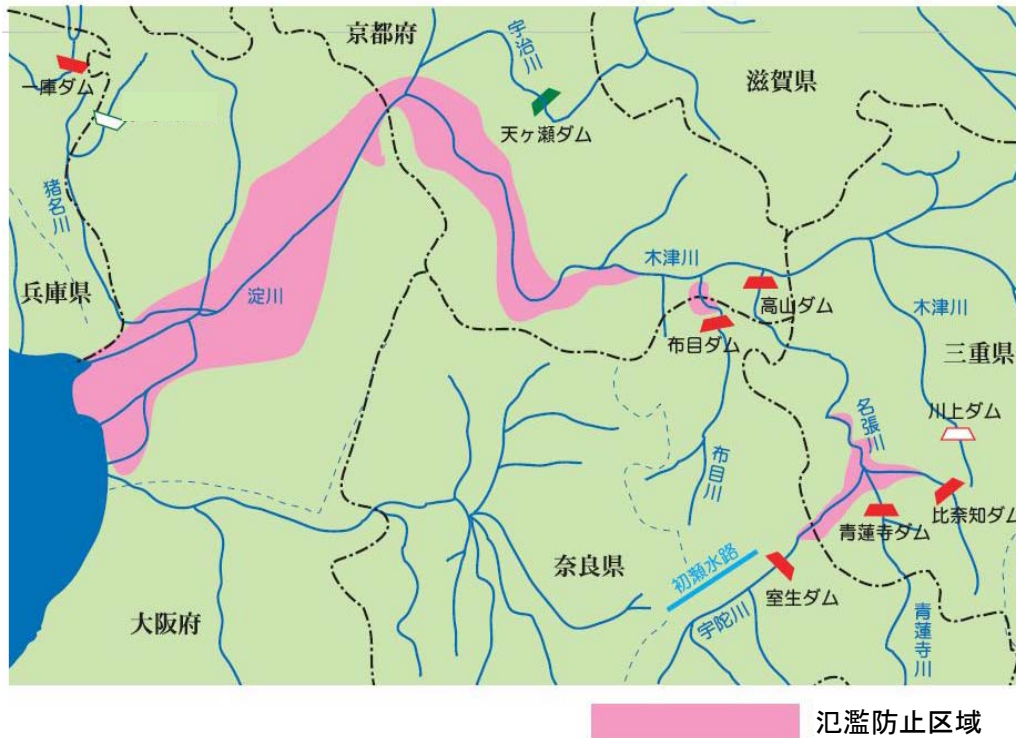 京都府
宇治川
滋賀県
一庫ダム
天ヶ瀬ダム
猪名川
兵庫県
淀川
木津川
高山ダム
木津川
布目ダム
三重県
名張川
川上ダム
布目川
比奈知ダム
青蓮寺ダム
初瀬水路
奈良県
室生ダム
宇陀川
大阪府
青蓮寺川
氾濫防止区域